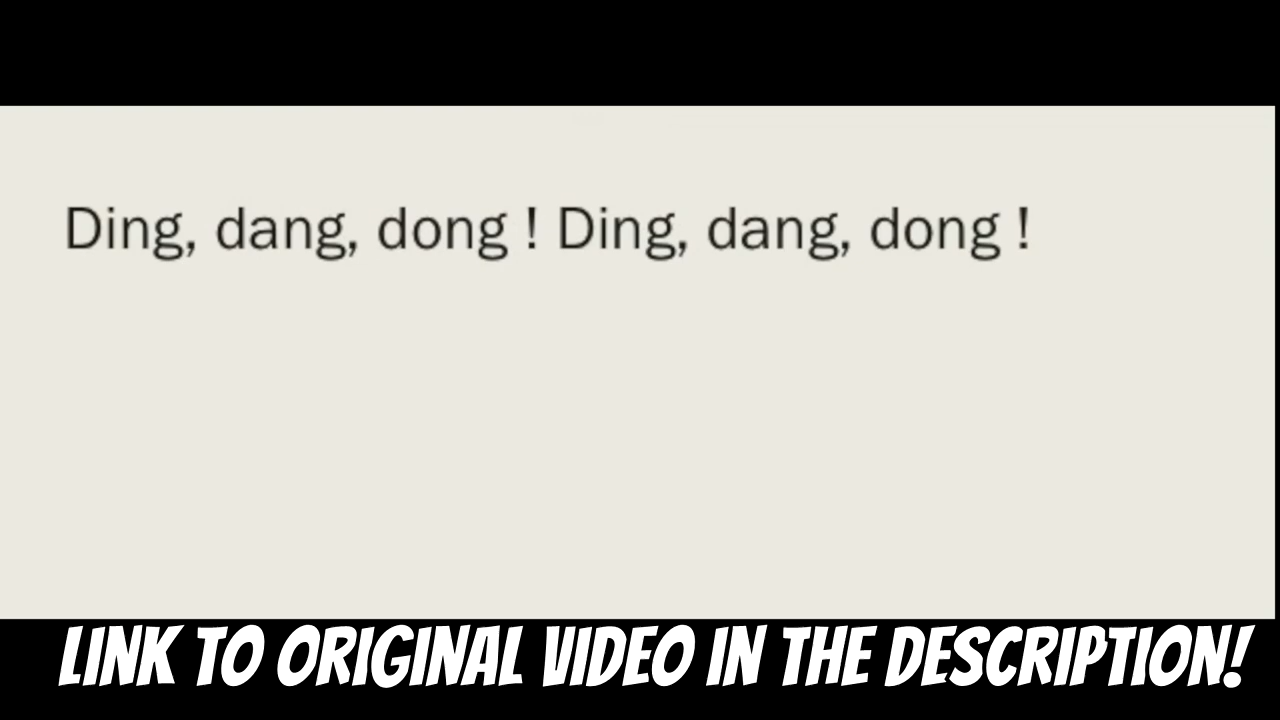 Ding, dang, dong ! Ding, dang, dong !
LINK TO ORIGINAL VIDEO IN THE DESCRIPTION!